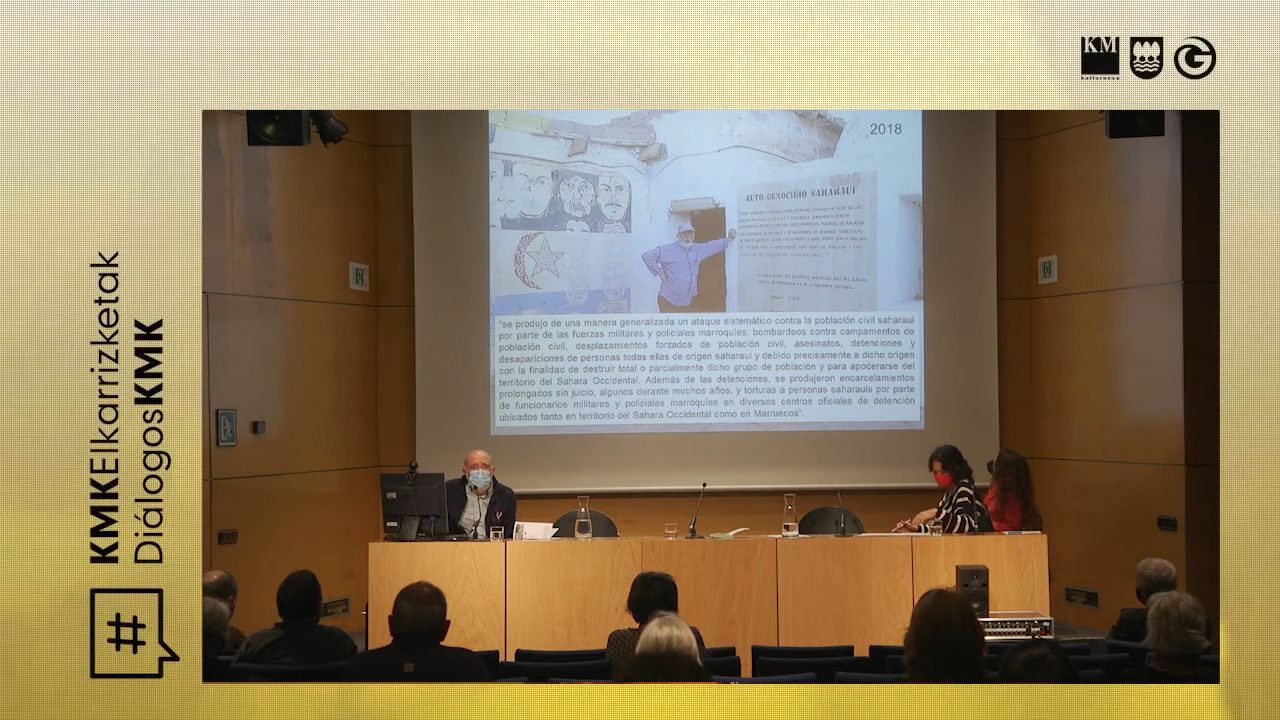 KM
kulturunea
G
2018
AUTO GENOCIDIO SAHARAUI
"se produjo de una manera generalizada un ataque sistemático contra la población civil saharaui
por parte de las fuerzas militares y policiales marroquíes: bombardeos contra campamentos de
población civil, desplazamientos forzados de población civil, asesinatos, detenciones y
desapariciones de personas todas ellas de origen saharaui y debido precisamente a dicho origen
con la finalidad de destruir total o parcialmente dicho grupo de población y para apoderarse del
territorio del Sahara Occidental. Además de las detenciones, se produjeron encarcelamientos
prolongados sin juicio, algunos durante muchos años, y torturas a personas saharauis por parte
de funcionarios militares y policiales marroquíes en diversos centros oficiales de detención
ubicados tanto en territorio del Sahara Occidental como en Marruecos".
KMKElkarrizketak
DiálogosKMK
#